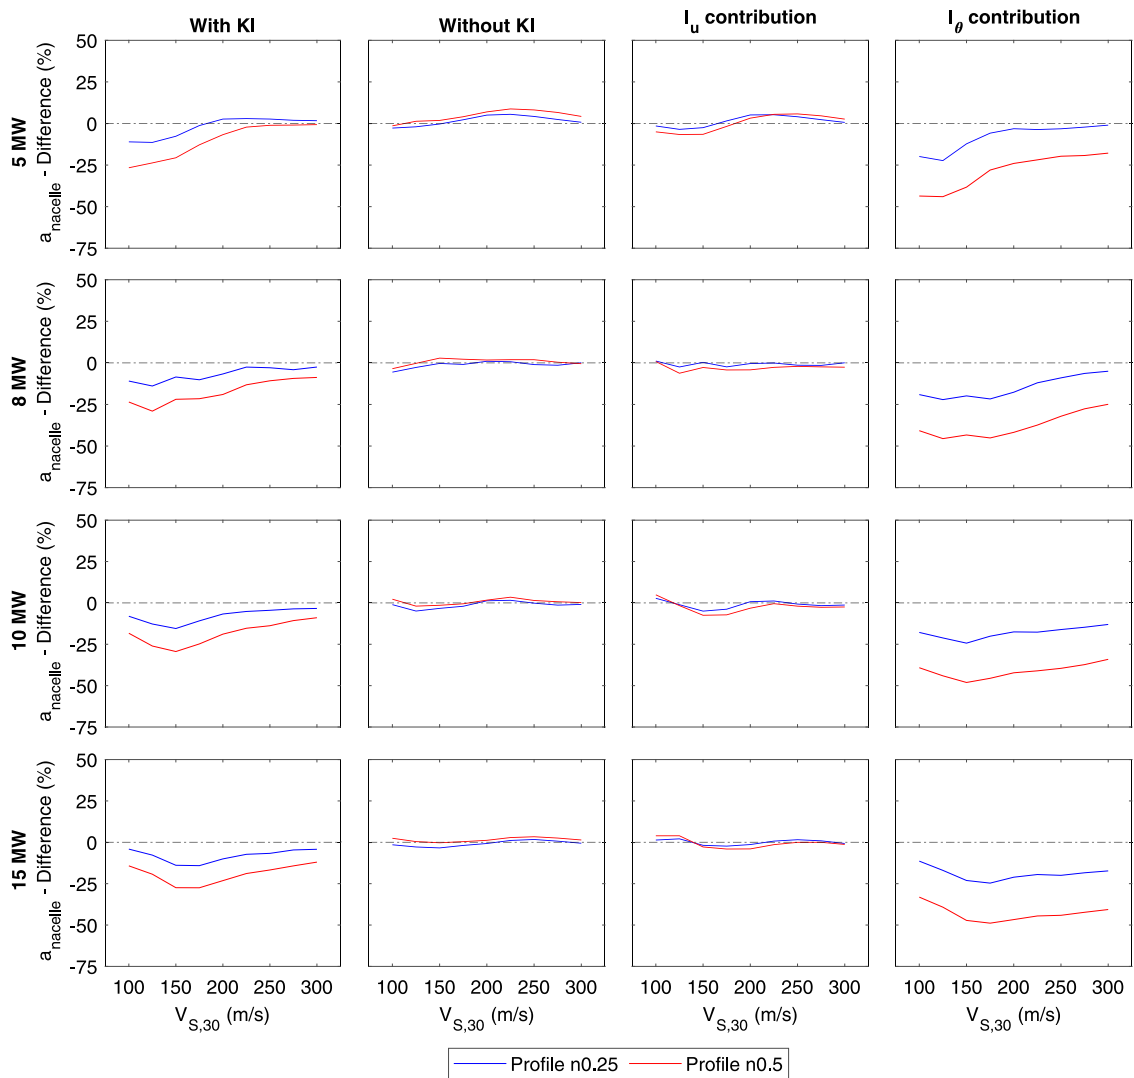 With KI Without KI I_u contribution I_θ contribution
5 MW
a_nacelle - Difference (%)
50
25
0
-25
-50
-75
8 MW
a_nacelle - Difference (%)
50
25
0
-25
-50
-75
10 MW
a_nacelle - Difference (%)
50
25
0
-25
-50
-75
15 MW
a_nacelle - Difference (%)
50
25
0
-25
-50
-75
100 150 200 250 300 100 150 200 250 300 100 150 200 250 300 100 150 200 250 300
V_S,30 (m/s) V_S,30 (m/s) V_S,30 (m/s) V_S,30 (m/s)
Profile n0.25 Profile n0.5